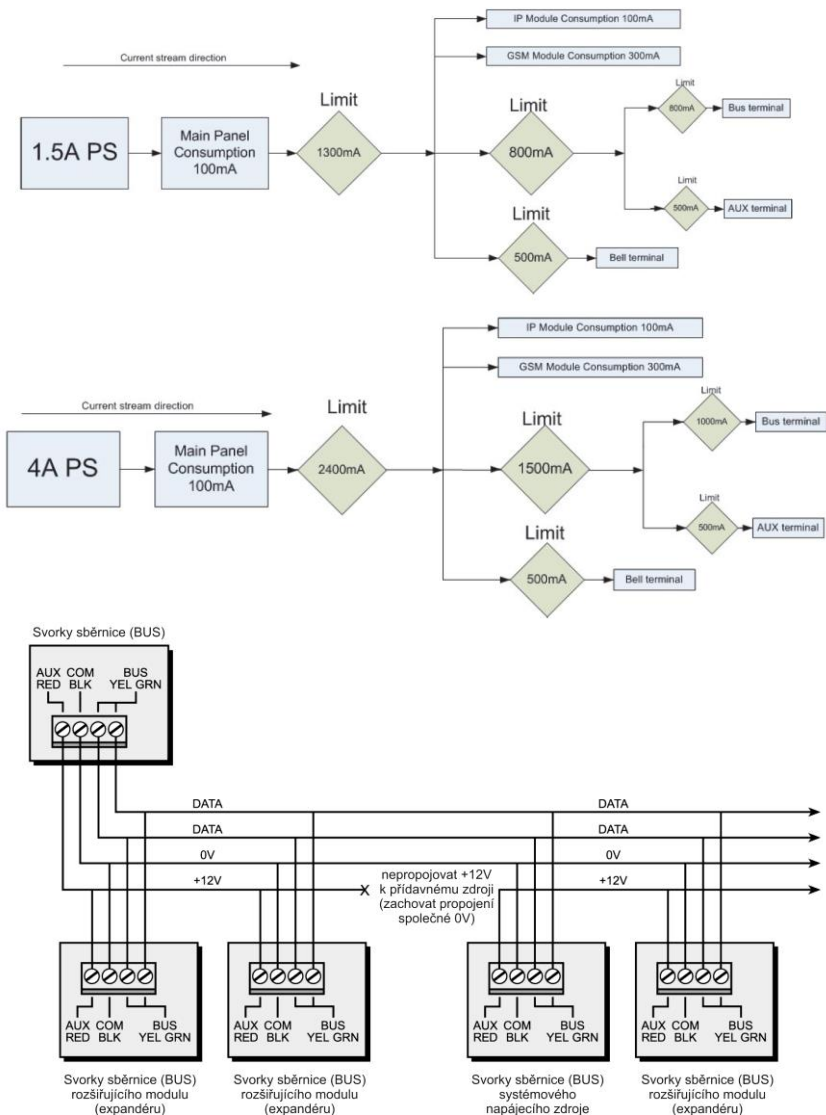 IP Module Consumption 100mA
GSM Module Consumption 300mA
Current stream direction
Limit
Limit
Limit
800mA
Bus terminal
1.5A PS
Main Panel
Consumption
100mA
1300mA
800mA
Limit
500mA
AUX terminal
Limit
500mA
Bell terminal
IP Module Consumption 100mA
GSM Module Consumption 300mA
Current stream direction
Limit
Limit
Limit
1000mA
Bus terminal
4A PS
Main Panel
Consumption
100mA
2400mA
1500mA
Limit
500mA
AUX terminal
Limit
500mA
Bell terminal
Svorky sběrnice (BUS)
AUX COM BUS
RED BLK YEL GRN
DATA DATA
DATA DATA
0V 0V
+12V +12V
X nepropojovat +12V
k přídavnému zdroji
(zachovat propojení
společné 0V)
AUX COM BUS
RED BLK YEL GRN
AUX COM BUS
RED BLK YEL GRN
AUX COM BUS
RED BLK YEL GRN
AUX COM BUS
RED BLK YEL GRN
Svorky sběrnice (BUS)
rozšiřujícího modulu
(expandéru)
Svorky sběrnice (BUS)
rozšiřujícího modulu
(expandéru)
Svorky sběrnice (BUS)
systémového
napájecího zdroje
Svorky sběrnice (BUS)
rozšiřujícího modulu
(expandéru)